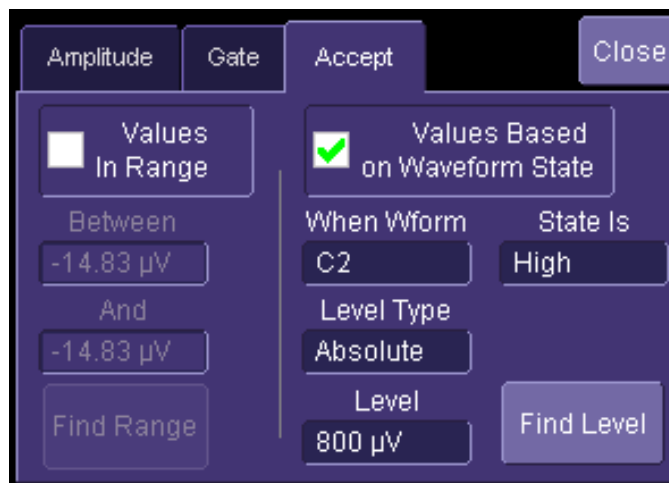 Amplitude
Gate
Accept
Close
Values
In Range
Values Based
on Waveform State
Between
-14.83 µV
And
-14.83 µV
Find Range
When Wform
State Is
C2
High
Level Type
Absolute
Level
800 µV
Find Level